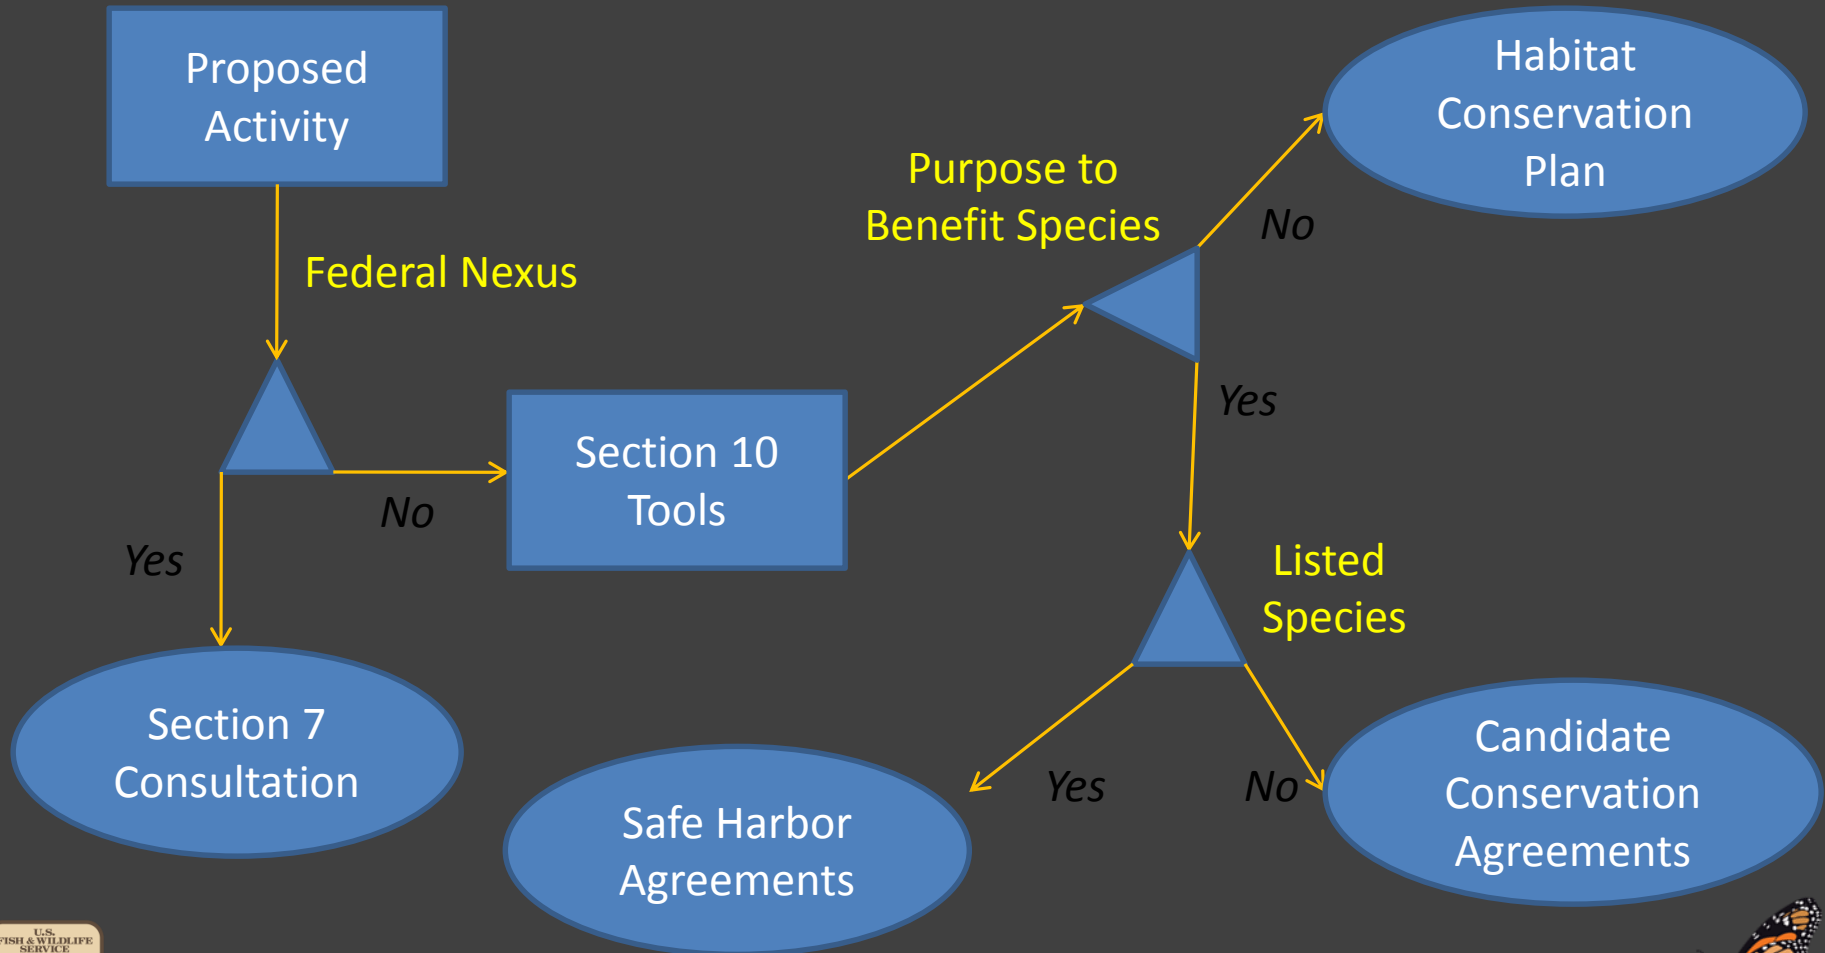 Proposed
Activity
Federal Nexus
Yes
No
Section 7
Consultation
Section 10
Tools
Purpose to
Benefit Species
No
Habitat
Conservation
Plan
Yes
Listed
Species
Yes
No
Safe Harbor
Agreements
Candidate
Conservation
Agreements
U.S.
FISH & WILDLIFE
SERVICE